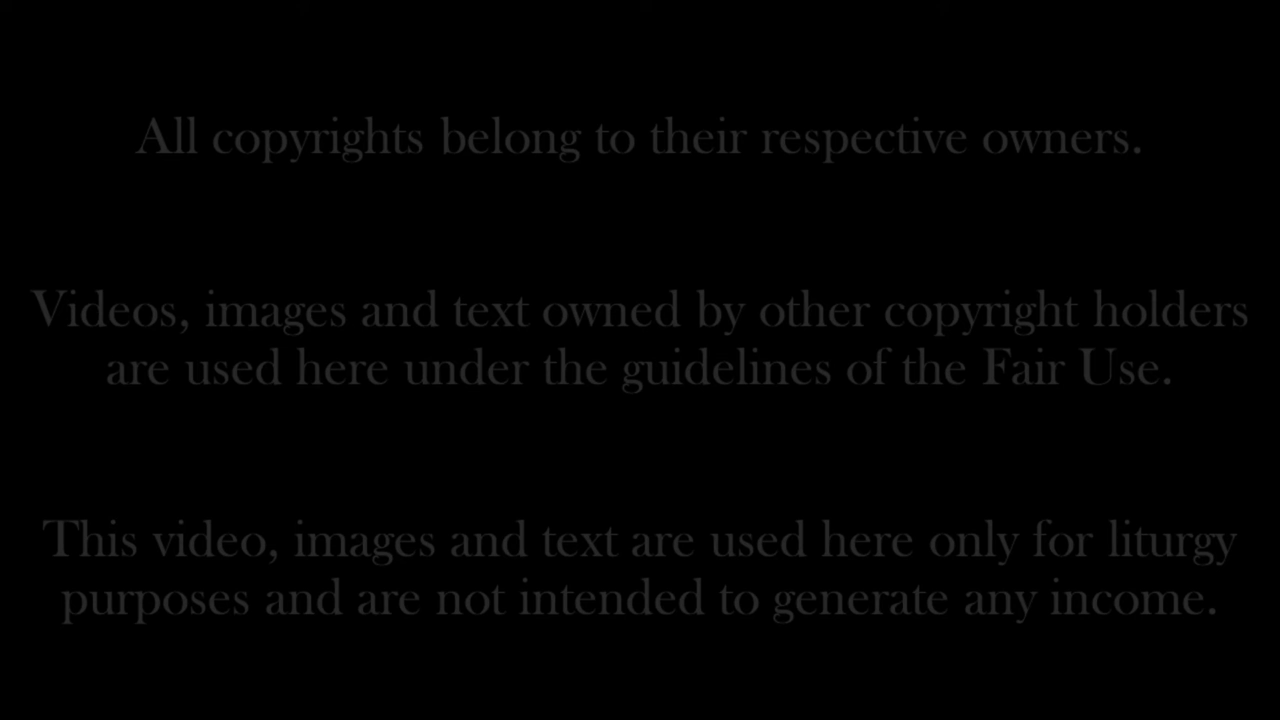 All copyrights belong to their respective owners.
Videos, images and text owned by other copyright holders
are used here under the guidelines of the Fair Use.
This video, images and text are used here only for liturgy
purposes and are not intended to generate any income.